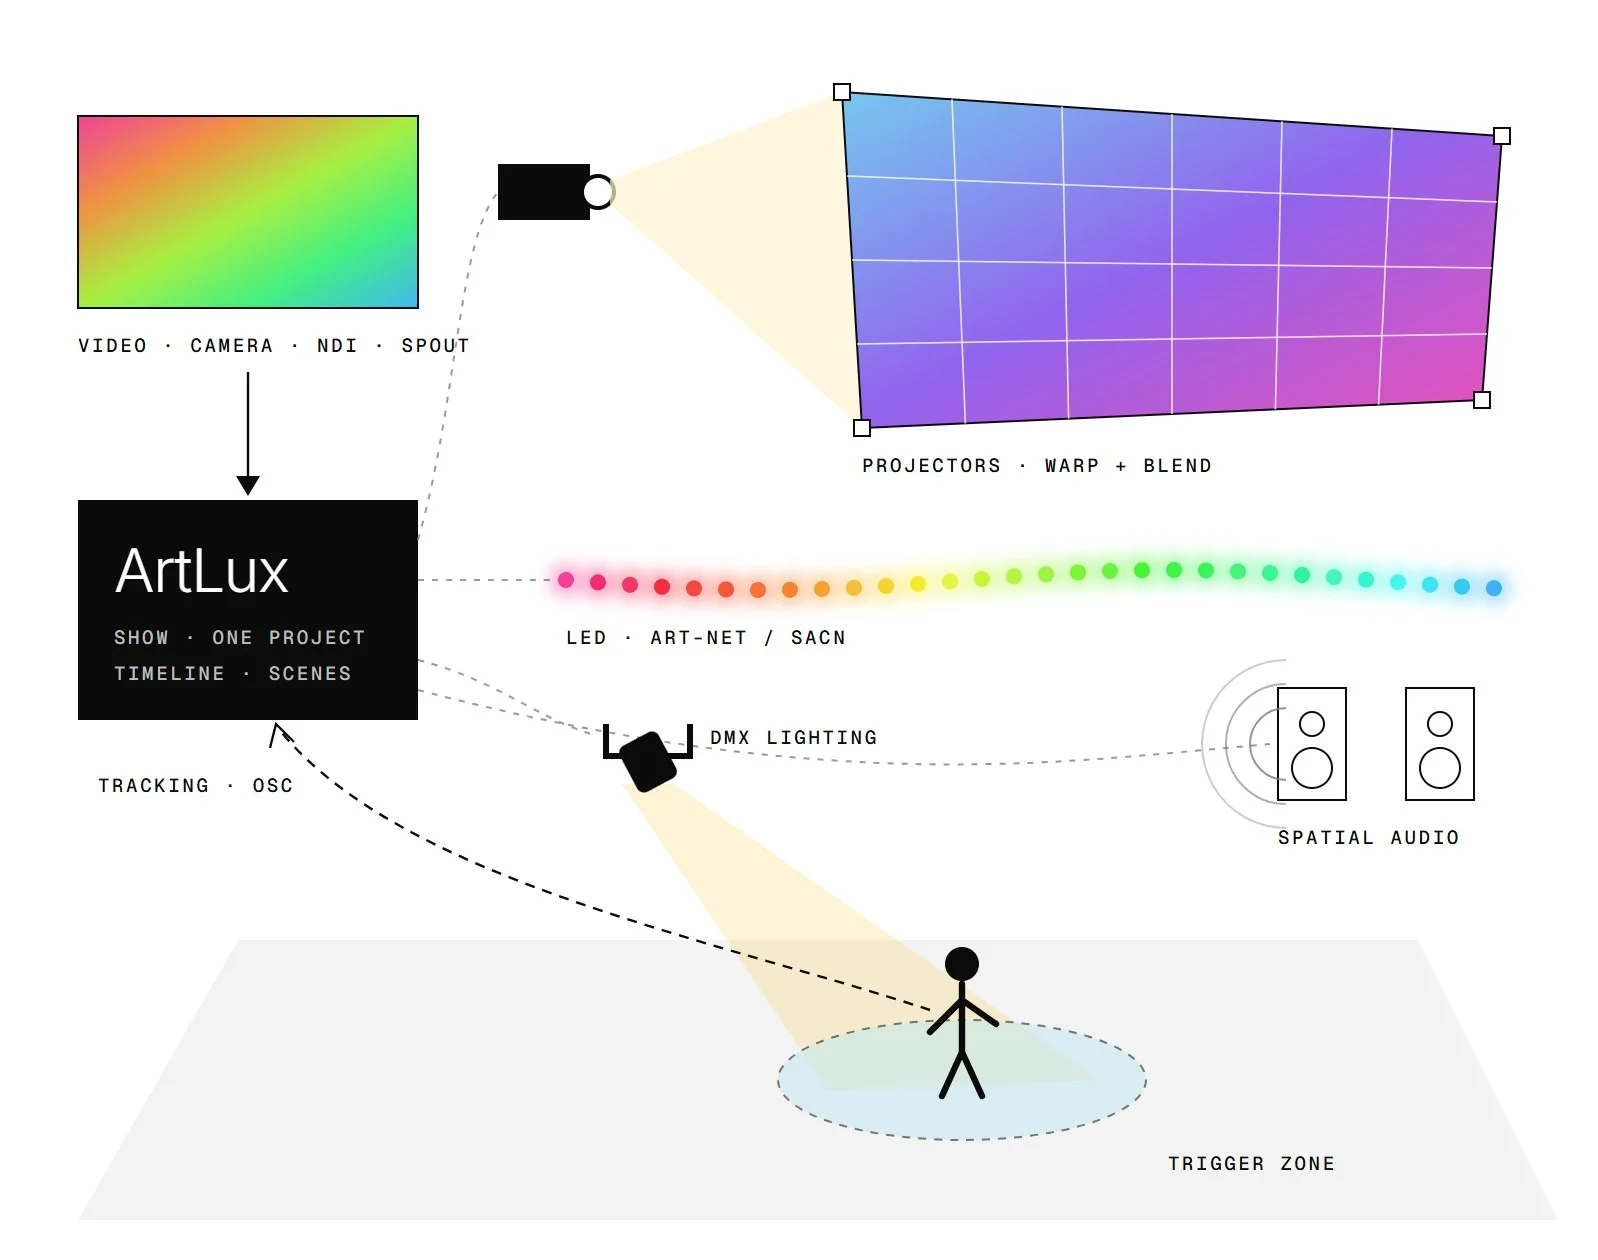 VIDEO · CAMERA · NDI · SPOUT
PROJECTORS · WARP + BLEND
ArtLux
SHOW · ONE PROJECT
TIMELINE · SCENES
LED · ART-NET / SACN
DMX LIGHTING
TRACKING · OSC
SPATIAL AUDIO
TRIGGER ZONE